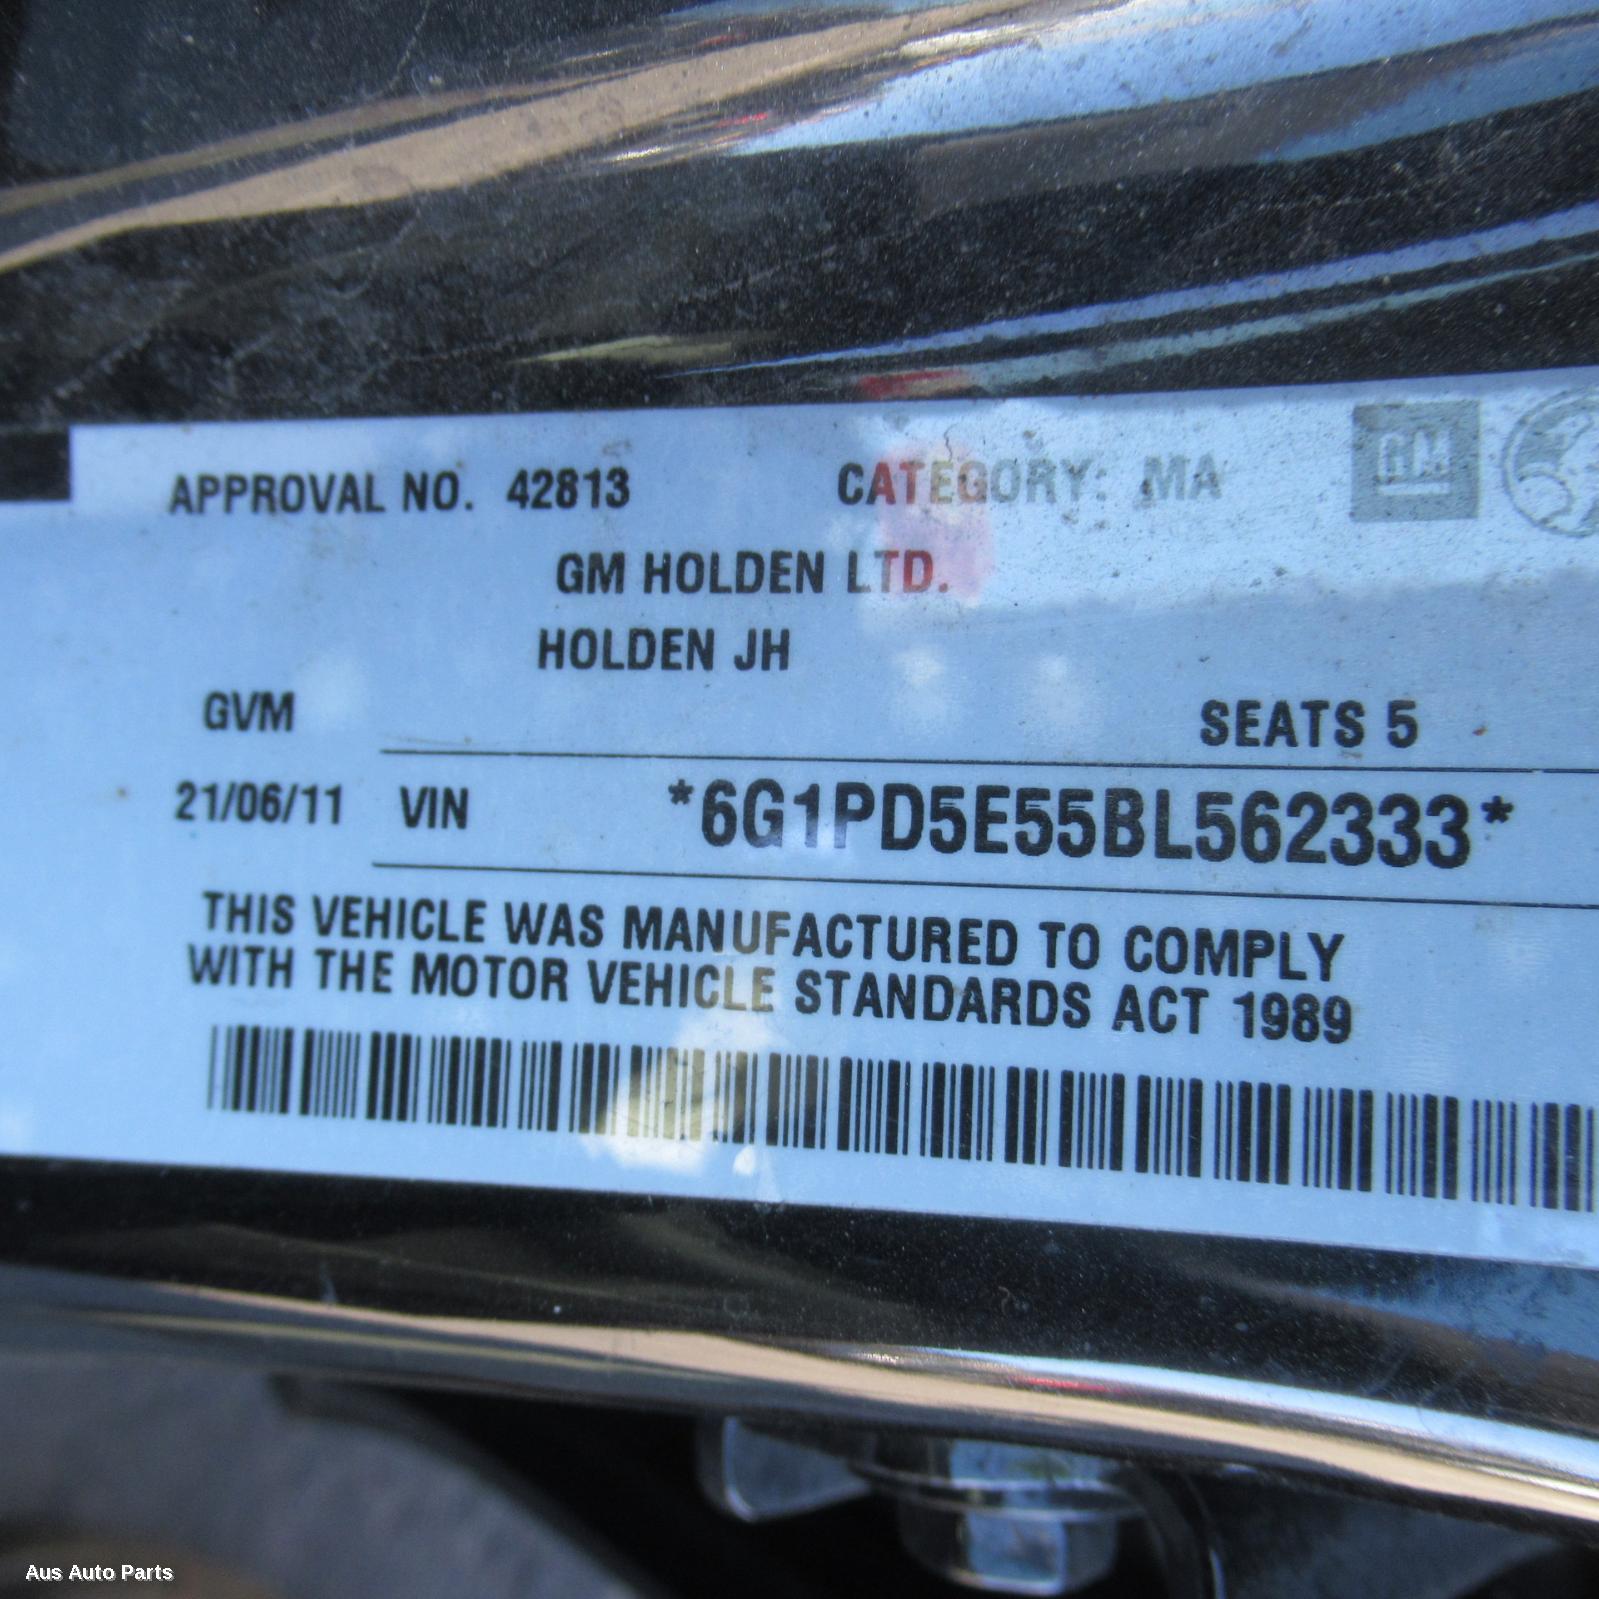 APPROVAL NO. 42813 CATEGORY: MA GM
GM HOLDEN LTD.
HOLDEN JH
GVM SEATS 5
21/06/11 VIN *6G1PD5E55BL562333*
THIS VEHICLE WAS MANUFACTURED TO COMPLY
WITH THE MOTOR VEHICLE STANDARDS ACT 1989
Aus Auto Parts